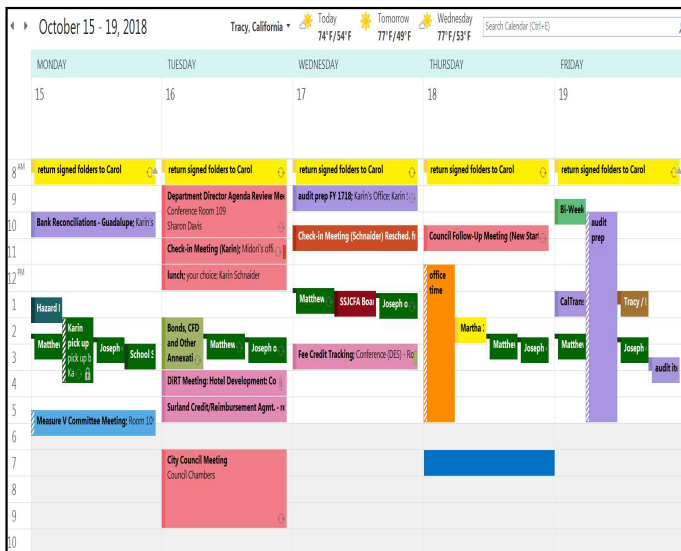 October 15 - 19, 2018
Tracy, California
Today
74°F/54°F
Tomorrow
77°F/49°F
Wednesday
77°F/53°F
Search Calendar (Ctrl+E)
MONDAY
TUESDAY
WEDNESDAY
THURSDAY
FRIDAY
15
16
17
18
19
8 AM
return signed folders to Carol
return signed folders to Carol
return signed folders to Carol
return signed folders to Carol
return signed folders to Carol
9
Department Director Agenda Review Mee
Conference Room 109
Sharon Davis
audit prep FY 1718; Karin's Office; Karin
Bi-Week
10
Bank Reconciliations - Guadalupe; Karin's
Check-in Meeting (Schnaider) Resched. f
Council Follow-Up Meeting (New Start
audit
prep
11
Check-in Meeting (Karin); Midori's offi
12 PM
lunch; your choice; Karin Schnaider
office
time
1
Hazard
Matthew
SSJCFA Boar
Joseph o
CalTrans
Tracy /
2
Matthe
Karin
pick up
pick up b
Ka
Joseph
School S
Bonds, CFD
and Other
Annexati
Matthew
Joseph o
Martha
Matthe
Joseph
Matthe
Joseph
3
Fee Credit Tracking; Conference (DES) - Ro
audit ite
4
DiRT Meeting: Hotel Development: Co
5
Measure V Committee Meeting; Room 10
Surland Credit/Reimbursement Agmt. - re
6
7
City Council Meeting
Council Chambers
8
9
10